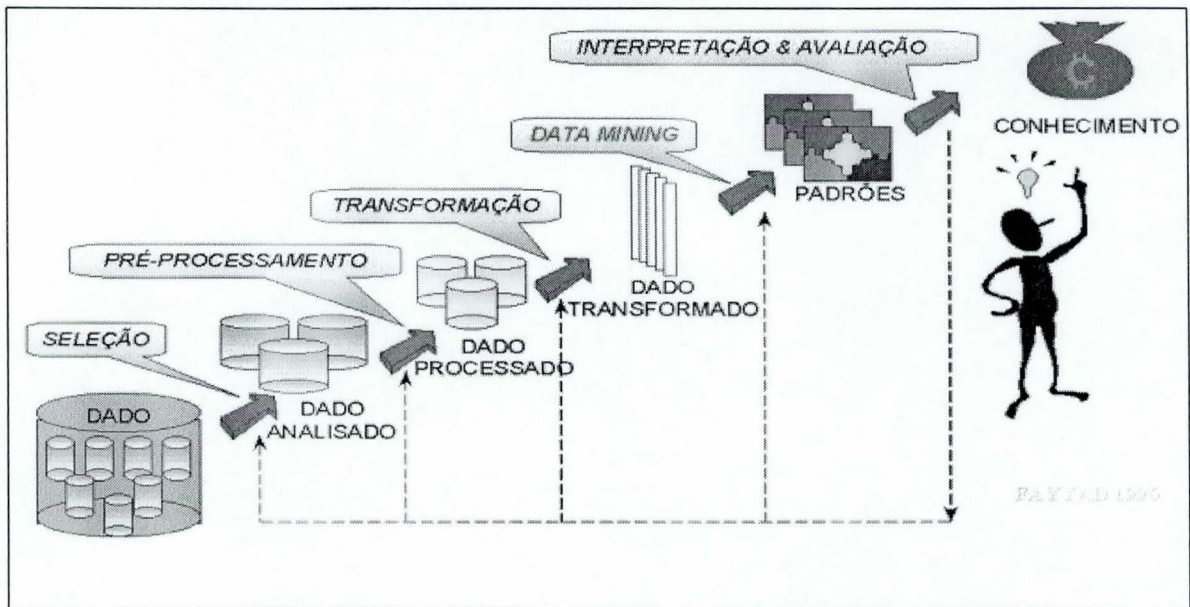 INTERPRETAÇÃO & AVALIAÇÃO
CONHECIMENTO
DATA MINING
PADRÕES
TRANSFORMAÇÃO
DADO
TRANSFORMADO
PRÉ-PROCESSAMENTO
DADO
PROCESSADO
SELEÇÃO
DADO
ANALISADO
DADO